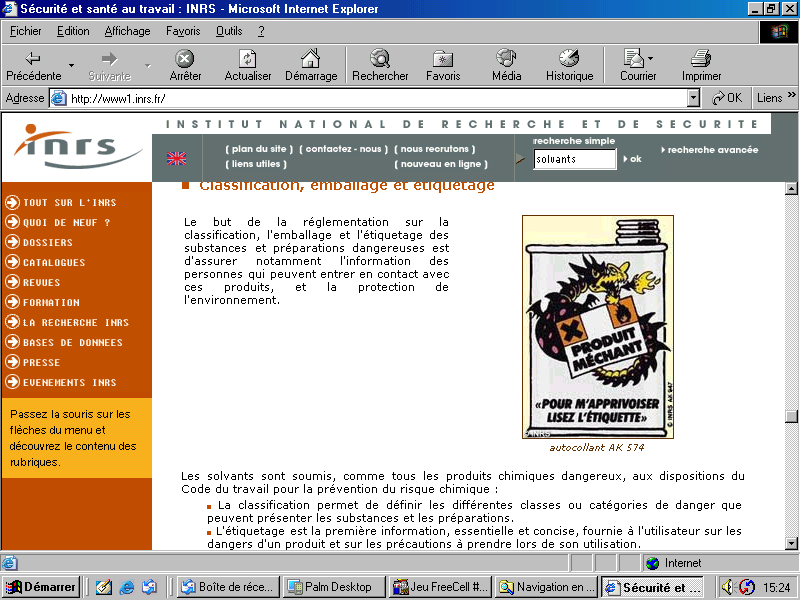 Sécurité et santé au travail : INRS - Microsoft Internet Explorer
Fichier Edition Affichage Favoris Outils ?
Précédente Suivante Arrêter Actualiser Démarrage Rechercher Favoris Média Historique Courrier Imprimer
Adresse http://www1.inrs.fr/ OK Liens »
inrs
INSTITUT NATIONAL DE RECHERCHE ET DE SECURITE
( plan du site ) ( contactez - nous ) ( nous recrutons )
( liens utiles ) ( nouveau en ligne )
recherche simple
solvants ok
recherche avancée
TOUT SUR L'INRS
QUOI DE NEUF ?
DOSSIERS
CATALOGUES
REVUES
FORMATION
LA RECHERCHE INRS
BASES DE DONNEES
PRESSE
EVENEMENTS INRS
Passez la souris sur les
flèches du menu et
découvrez le contenu des
rubriques.
Classification, emballage et étiquetage
Le but de la réglementation sur la
classification, l'emballage et l'étiquetage des
substances et préparations dangereuses est
d'assurer notamment l'information des
personnes qui peuvent entrer en contact avec
ces produits, et la protection de
l'environnement.
PRODUIT
MÉCHANT
«POUR M'APPRIVOISER
LISEZ L'ÉTIQUETTE»
INRS
autocollant AK 574
Les solvants sont soumis, comme tous les produits chimiques dangereux, aux dispositions du
Code du travail pour la prévention du risque chimique :
La classification permet de définir les différentes classes ou catégories de danger que
peuvent présenter les substances et les préparations.
L'étiquetage est la première information, essentielle et concise, fournie à l'utilisateur sur les
dangers d'un produit et sur les précautions à prendre lors de son utilisation.
Internet
Démarrer Boîte de réce... Palm Desktop Jeu FreeCell #... Navigation en ... Sécurité et ... 15:24